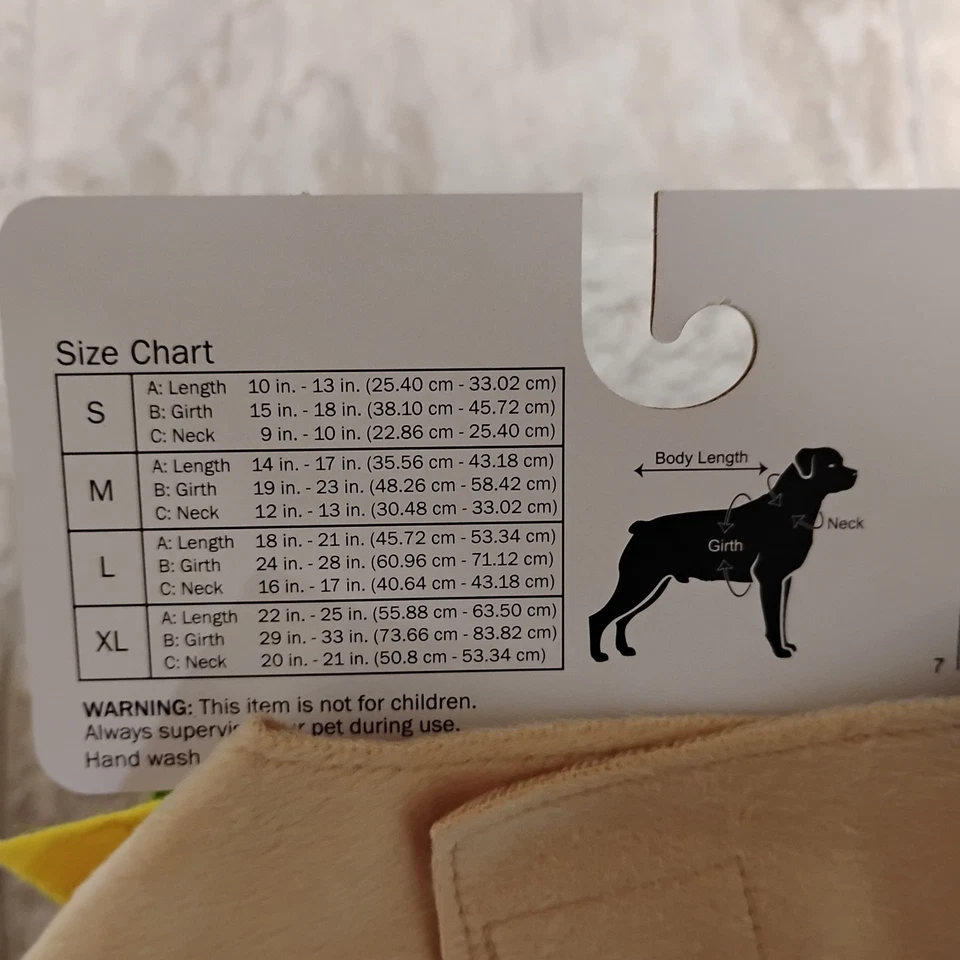 Size Chart
S
A: Length 10 in. - 13 in. (25.40 cm - 33.02 cm)
B: Girth 15 in. - 18 in. (38.10 cm - 45.72 cm)
C: Neck 9 in. - 10 in. (22.86 cm - 25.40 cm)
M
A: Length 14 in. - 17 in. (35.56 cm - 43.18 cm)
B: Girth 19 in. - 23 in. (48.26 cm - 58.42 cm)
C: Neck 12 in. - 13 in. (30.48 cm - 33.02 cm)
L
A: Length 18 in. - 21 in. (45.72 cm - 53.34 cm)
B: Girth 24 in. - 28 in. (60.96 cm - 71.12 cm)
C: Neck 16 in. - 17 in. (40.64 cm - 43.18 cm)
XL
A: Length 22 in. - 25 in. (55.88 cm - 63.50 cm)
B: Girth 29 in. - 33 in. (73.66 cm - 83.82 cm)
C: Neck 20 in. - 21 in. (50.8 cm - 53.34 cm)
WARNING: This item is not for children.
Always pet during use.
Hand wash
Body Length
Neck
Girth
7